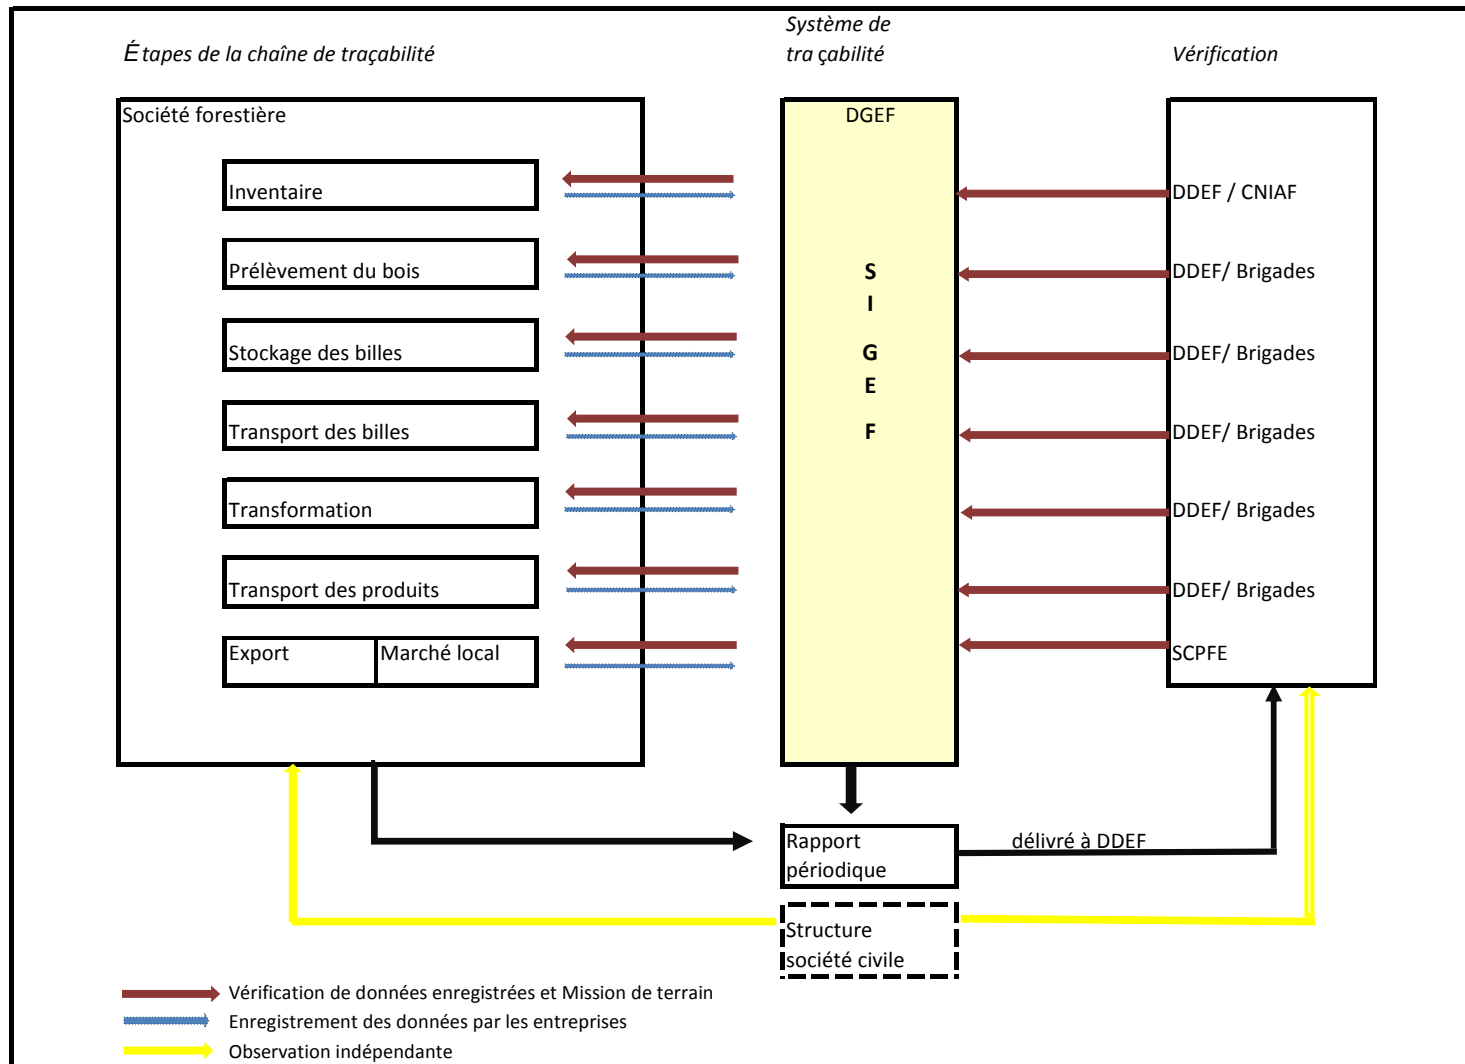 Étapes de la chaîne de traçabilité
Système de
tra çabilité
Vérification
Société forestière
DGEF
Inventaire
DDEF / CNIAF
Prélèvement du bois
S
DDEF/ Brigades
I
Stockage des billes
G
DDEF/ Brigades
E
Transport des billes
F
DDEF/ Brigades
Transformation
DDEF/ Brigades
Transport des produits
DDEF/ Brigades
Export
Marché local
SCPFE
Rapport
périodique
délivré à DDEF
Structure
société civile
Vérification de données enregistrées et Mission de terrain
Enregistrement des données par les entreprises
Observation indépendante